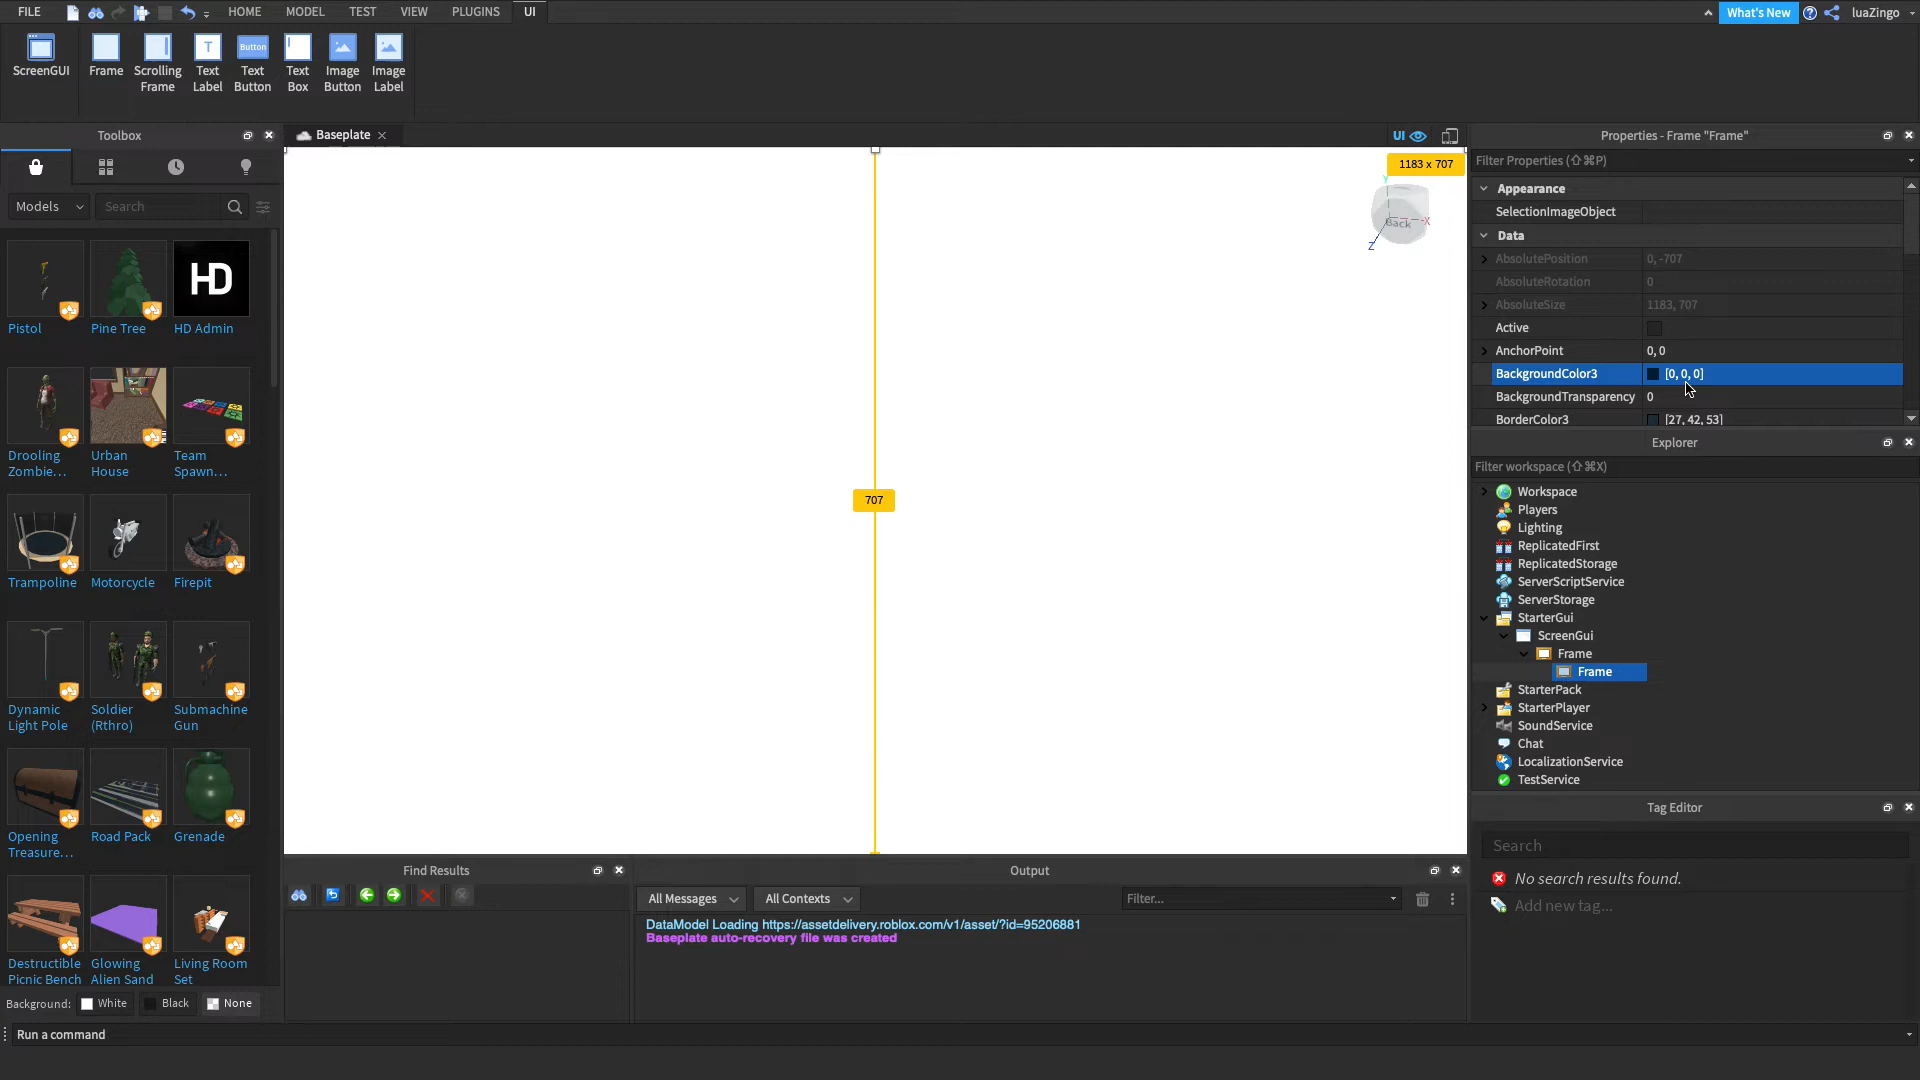 FILE HOME MODEL TEST VIEW PLUGINS UI What's New luaZingo
ScreenGUI Frame Scrolling Frame Text Label Text Button Text Box Image Button Image Label
T Button
Toolbox
Models Search
HD
Pistol Pine Tree HD Admin
Drooling Zombie... Urban House Team Spawn...
Trampoline Motorcycle Firepit
Dynamic Light Pole Soldier (Rthro) Submachine Gun
Opening Treasure... Road Pack Grenade
Destructible Picnic Bench Glowing Alien Sand Living Room Set
Background: White Black None
Baseplate
UI
1183 x 707
Y
Back
-X
Z
707
Find Results
Output
All Messages All Contexts Filter...
DataModel Loading https://assetdelivery.roblox.com/v1/asset/?id=95206881
Baseplate auto-recovery file was created
Properties - Frame "Frame"
Filter Properties (⇧⌘P)
Appearance
SelectionImageObject
Data
AbsolutePosition 0, -707
AbsoluteRotation 0
AbsoluteSize 1183, 707
Active
AnchorPoint 0, 0
BackgroundColor3 [0, 0, 0]
BackgroundTransparency 0
BorderColor3 [27, 42, 53]
Explorer
Filter workspace (⇧⌘X)
Workspace
Players
Lighting
ReplicatedFirst
ReplicatedStorage
ServerScriptService
ServerStorage
StarterGui
ScreenGui
Frame
Frame
StarterPack
StarterPlayer
SoundService
Chat
LocalizationService
TestService
Tag Editor
Search
No search results found.
Add new tag...
Run a command